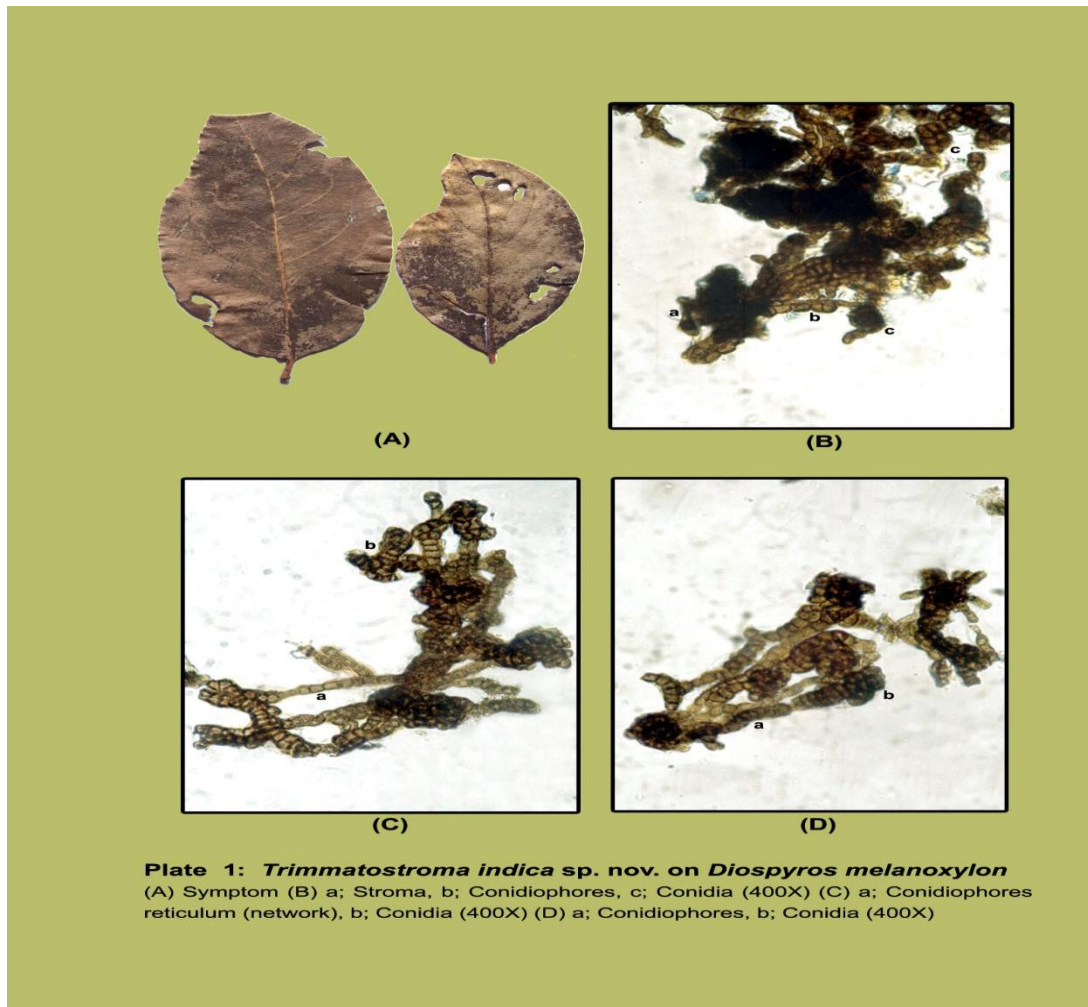 c
a
b
c
(A)
(B)
b
a
a
b
(C)
(D)
Plate 1: Trimmatostroma indica sp. nov. on Diospyros melanoxylon
(A) Symptom (B) a; Stroma, b; Conidiophores, c; Conidia (400X) (C) a; Conidiophores
reticulum (network), b; Conidia (400X) (D) a; Conidiophores, b; Conidia (400X)